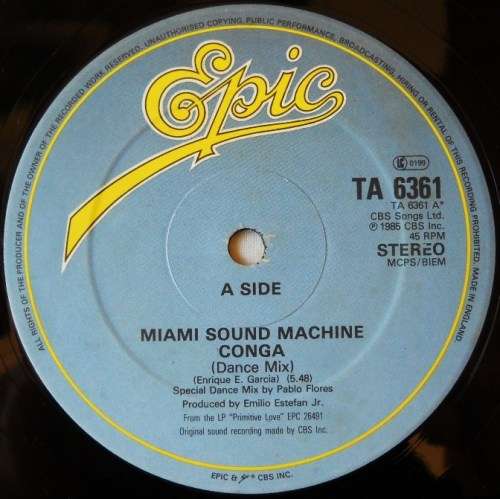 ALL RIGHTS OF THE PRODUCER AND OF THE OWNER OF THE RECORDED WORK RESERVED. UNAUTHORISED COPYING, PUBLIC PERFORMANCE, BROADCASTING, HIRING OR RENTAL OF THIS RECORDING PROHIBITED. MADE IN ENGLAND.
Epic
LC 0199
TA 6361
TA 6361 A*
CBS Songs Ltd.
℗ 1985 CBS Inc.
45 RPM
STEREO
MCPS/BIEM
A SIDE
MIAMI SOUND MACHINE
CONGA
(Dance Mix)
(Enrique E. Garcia) (5.48)
Special Dance Mix by Pablo Flores
Produced by Emilio Estefan Jr.
From the LP "Primitive Love" EPC 26491
Original sound recording made by CBS Inc.
EPIC & Epic ® CBS INC.